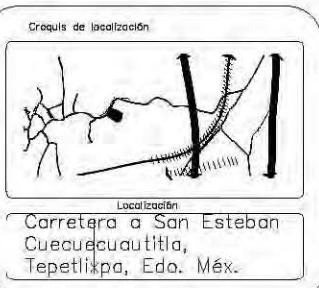 Croquis de localización
Localización
Carretera a San Esteban
Cuecuecuautitla,
Tepetlixpa, Edo. Méx.